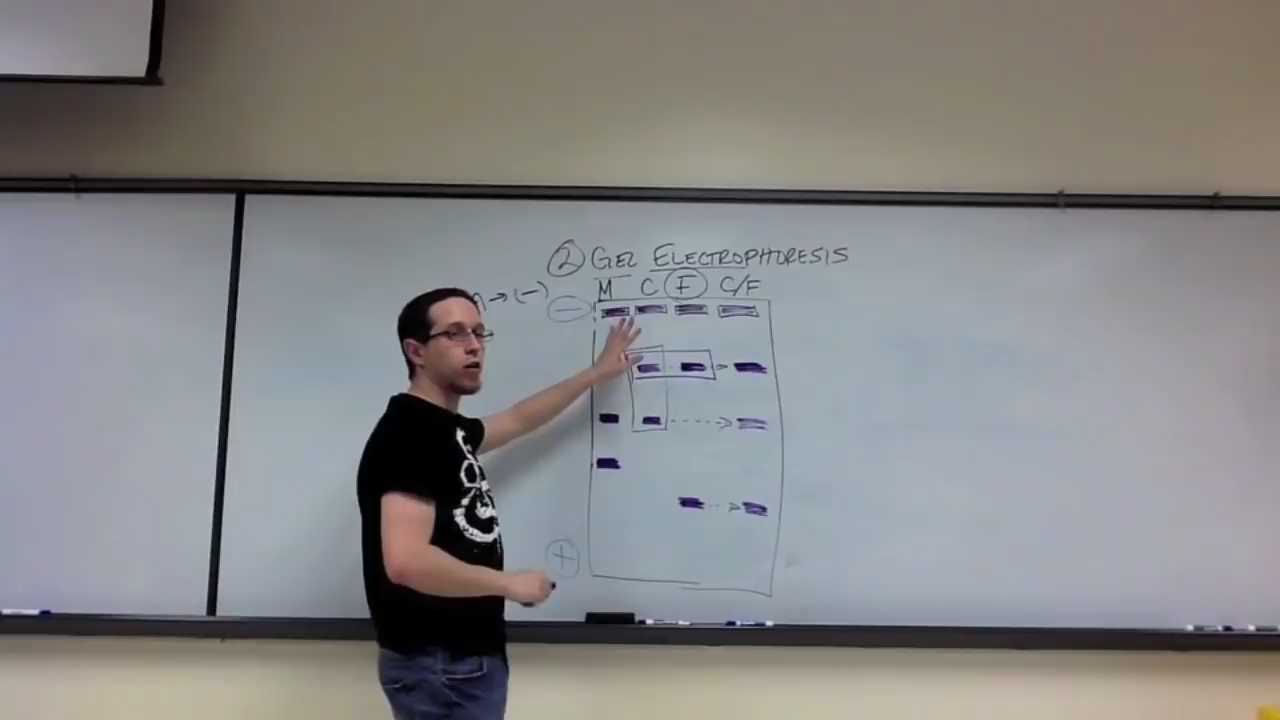 ② GEL ELECTROPHORESIS
M C F C/F
→ (−)
−
+